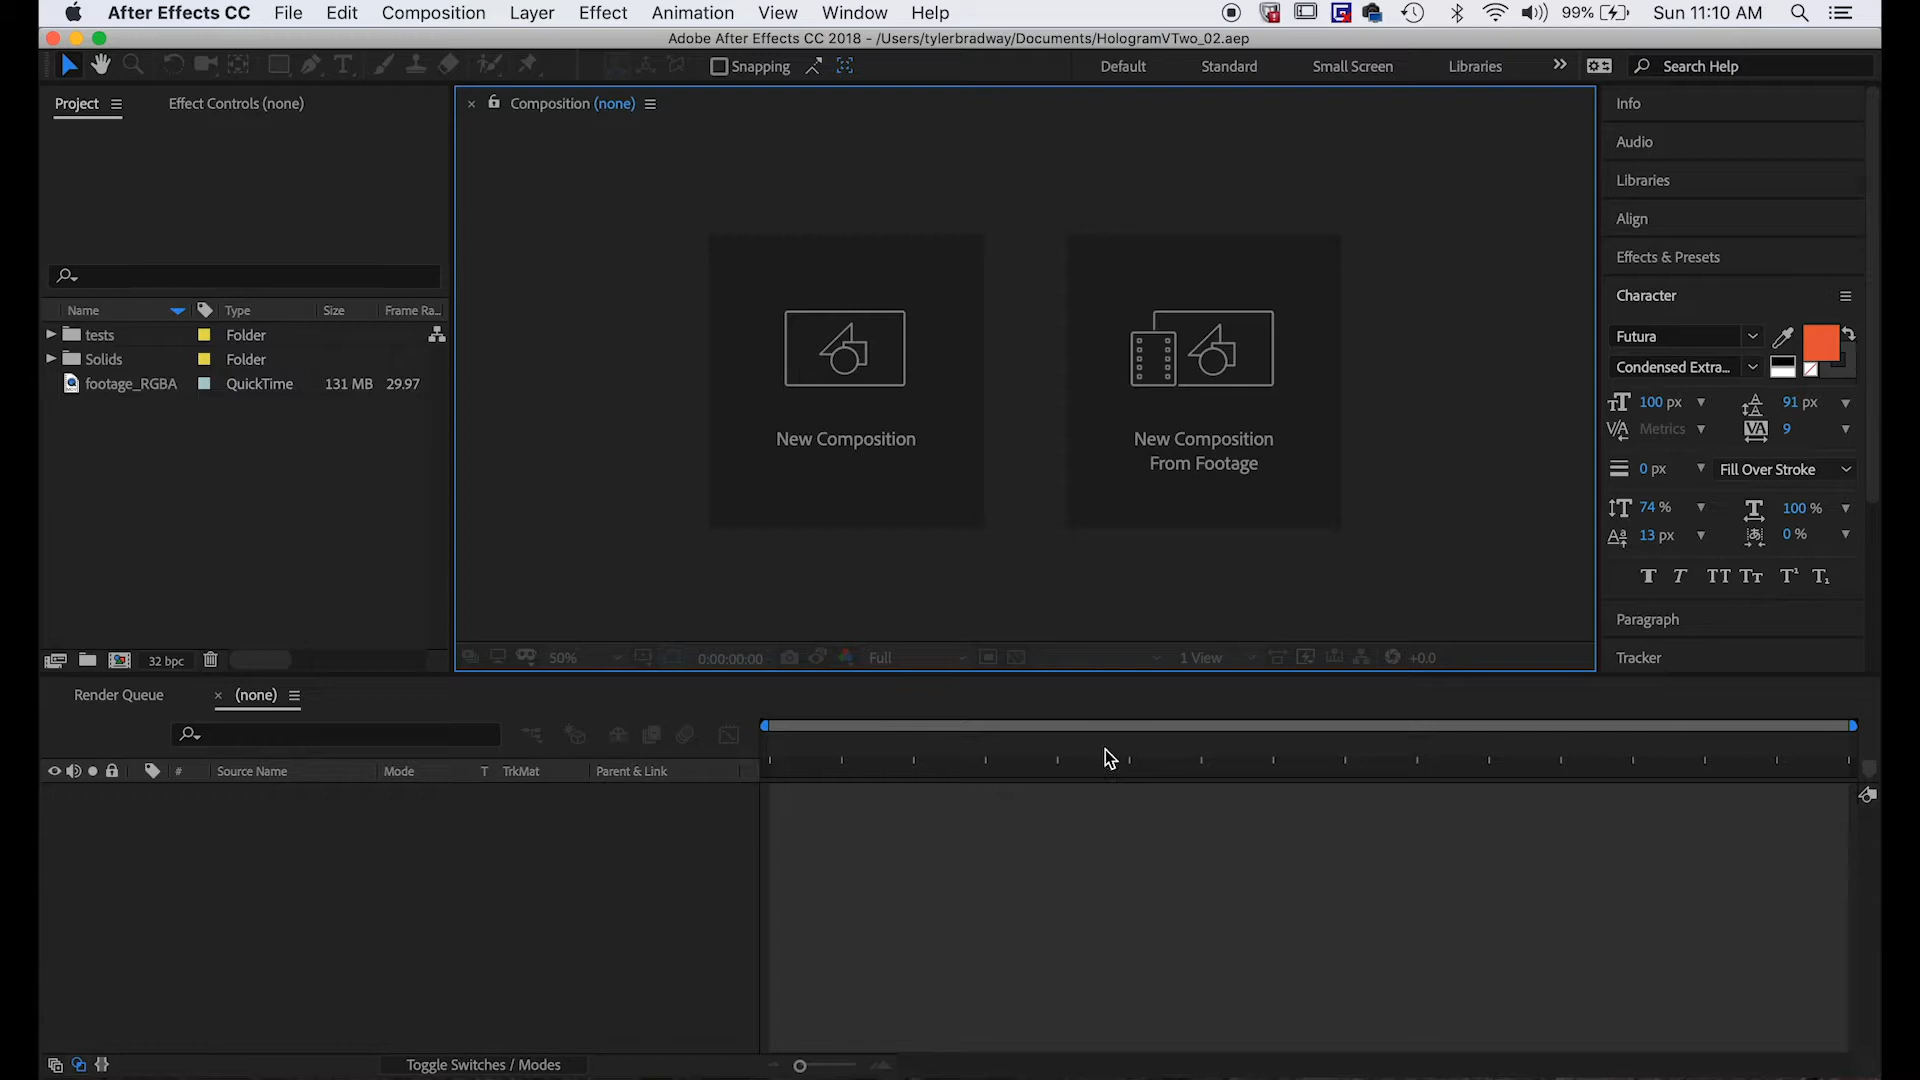 After Effects CC File Edit Composition Layer Effect Animation View Window Help 99% Sun 11:10 AM
Adobe After Effects CC 2018 - /Users/tylerbradway/Documents/HologramVTwo_02.aep
Snapping Default Standard Small Screen Libraries Search Help
Project Effect Controls (none) Composition (none) Info
Audio
Libraries
Align
Effects & Presets
Character
Name Type Size Frame Ra...
tests Folder
Solids Folder
footage_RGBA QuickTime 131 MB 29.97
New Composition
New Composition
From Footage
Futura
Condensed Extra...
100 px 91 px
Metrics 9
0 px Fill Over Stroke
74 % 100 %
13 px 0 %
Paragraph
Tracker
32 bpc 50% 0:00:00:00 Full 1 View +0.0
Render Queue (none)
# Source Name Mode T TrkMat Parent & Link
Toggle Switches / Modes